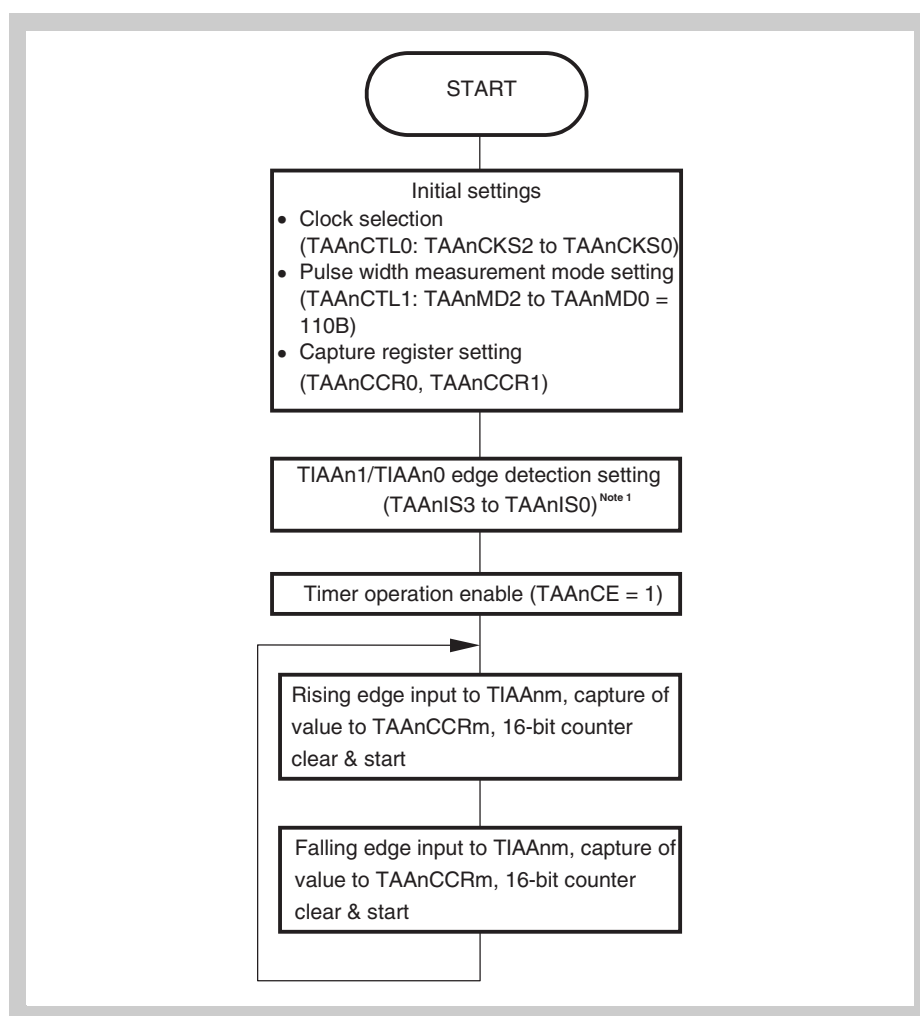 START
Initial settings
• Clock selection
(TAAnCTL0: TAAnCKS2 to TAAnCKS0)
• Pulse width measurement mode setting
(TAAnCTL1: TAAnMD2 to TAAnMD0 =
110B)
• Capture register setting
(TAAnCCR0, TAAnCCR1)
TIAAn1/TIAAn0 edge detection setting
(TAAnIS3 to TAAnIS0) Note 1
Timer operation enable (TAAnCE = 1)
Rising edge input to TIAAnm, capture of
value to TAAnCCRm, 16-bit counter
clear & start
Falling edge input to TIAAnm, capture of
value to TAAnCCRm, 16-bit counter
clear & start